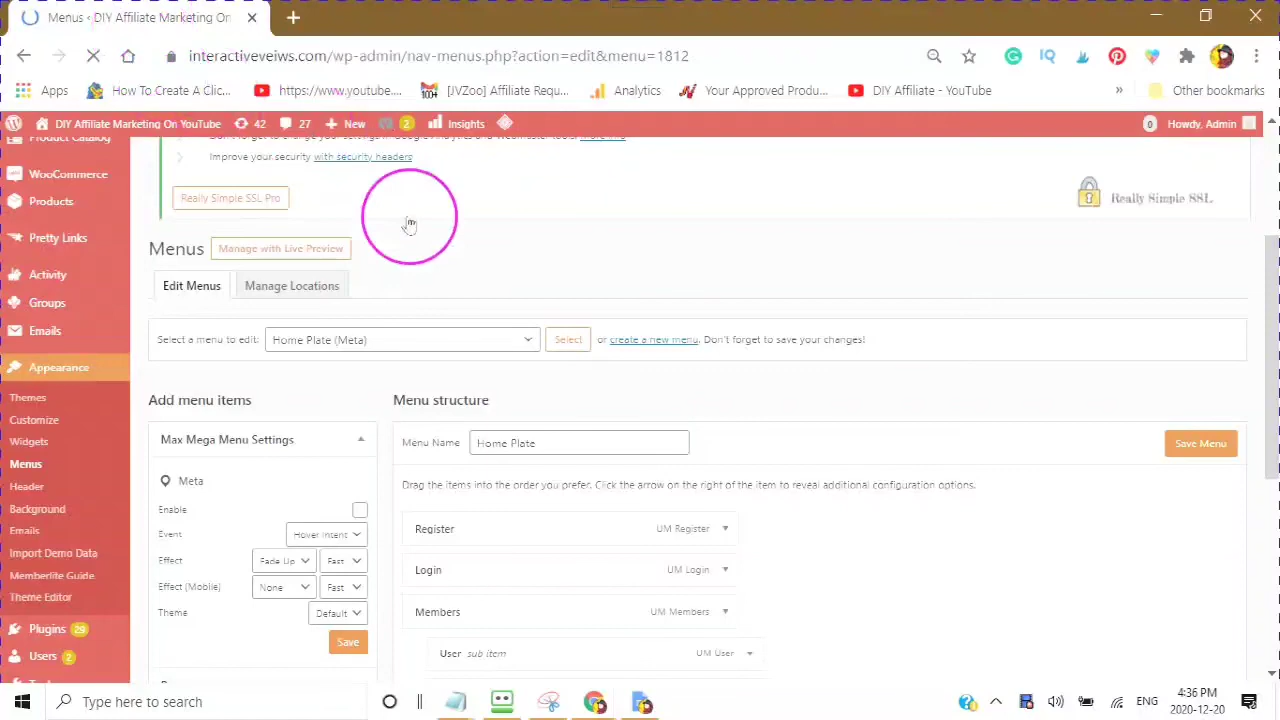 Menus ‹ DIY Affiliate Marketing On
interactiveveiws.com/wp-admin/nav-menus.php?action=edit&menu=1812
Apps
How To Create A Clic...
https://www.youtube....
100+
[JVZoo] Affiliate Requ...
Analytics
Your Approved Produ...
DIY Affiliate - YouTube
»
Other bookmarks
DIY Affiliate Marketing On YouTube
42
27
New
2
Insights
0
Howdy, Admin
Product Catalog
WooCommerce
Products
Pretty Links
Activity
Groups
Emails
Appearance
Themes
Customize
Widgets
Menus
Header
Background
Emails
Import Demo Data
Memberlite Guide
Theme Editor
Plugins 29
Users 2
Improve your security with security headers
Really Simple SSL Pro
Really Simple SSL
Menus
Manage with Live Preview
Edit Menus
Manage Locations
Select a menu to edit:
Home Plate (Meta)
Select
or create a new menu. Don't forget to save your changes!
Add menu items
Max Mega Menu Settings
Meta
Enable
Event
Hover Intent
Effect
Fade Up
Fast
Effect (Mobile)
None
Fast
Theme
Default
Save
Menu structure
Menu Name
Home Plate
Save Menu
Drag the items into the order you prefer. Click the arrow on the right of the item to reveal additional configuration options.
Register
UM Register
Login
UM Login
Members
UM Members
User sub item
UM User
Type here to search
ENG
4:36 PM
2020-12-20